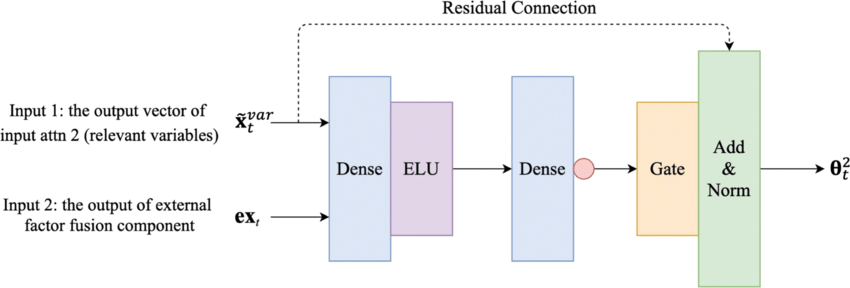 Residual Connection
Input 1: the output vector of
input attn 2 (relevant variables)
x̃ₜᵛᵃʳ
Dense
ELU
Dense
Gate
Add
&
Norm
θₜ²
Input 2: the output of external
factor fusion component
exₜ